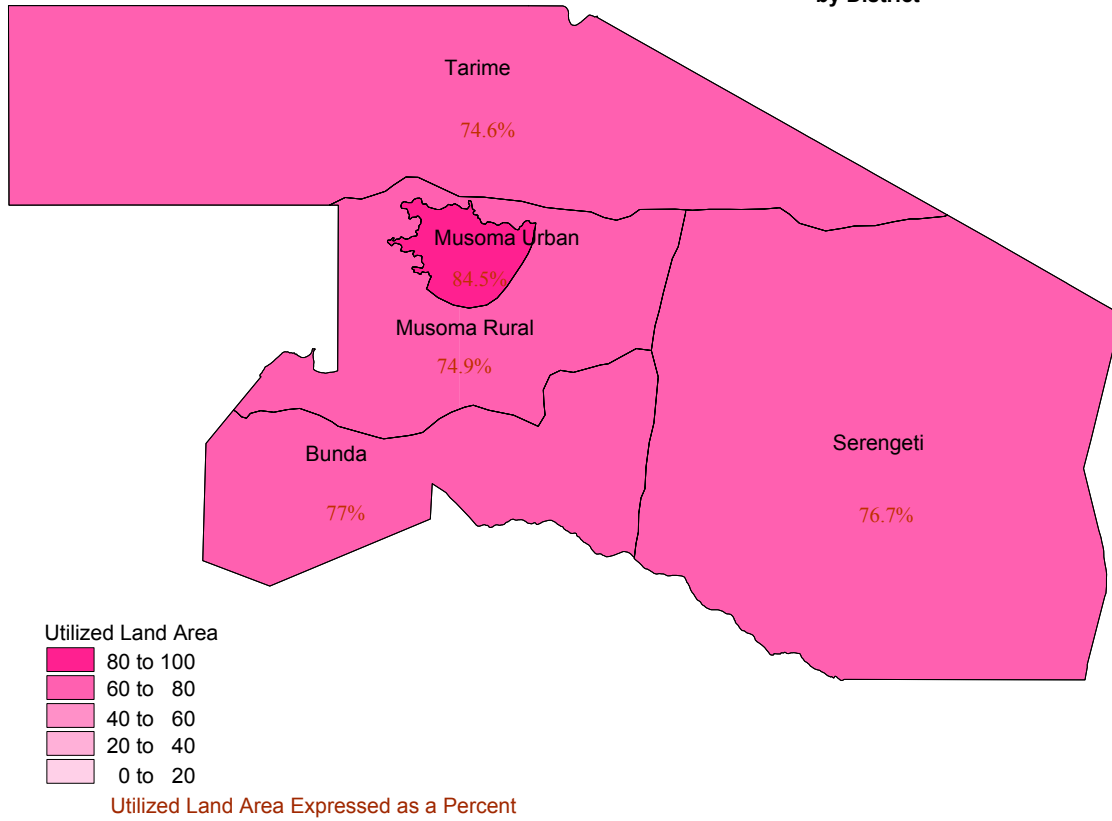 by District
Tarime
74.6%
Musoma Urban
84.5%
Musoma Rural
74.9%
Bunda
77%
Serengeti
76.7%
Utilized Land Area
80 to 100
60 to 80
40 to 60
20 to 40
0 to 20
Utilized Land Area Expressed as a Percent